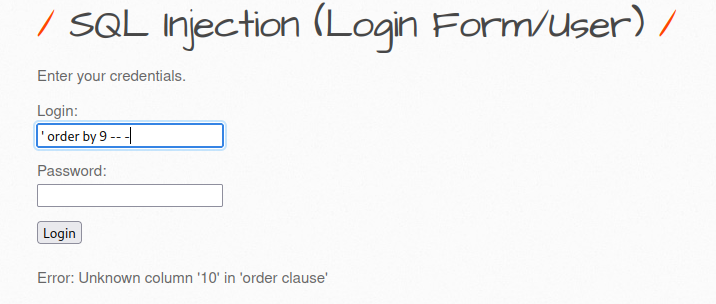 / SQL Injection (Login Form/User) /
Enter your credentials.
Login:
' order by 9 -- -
Password:
Login
Error: Unknown column '10' in 'order clause'